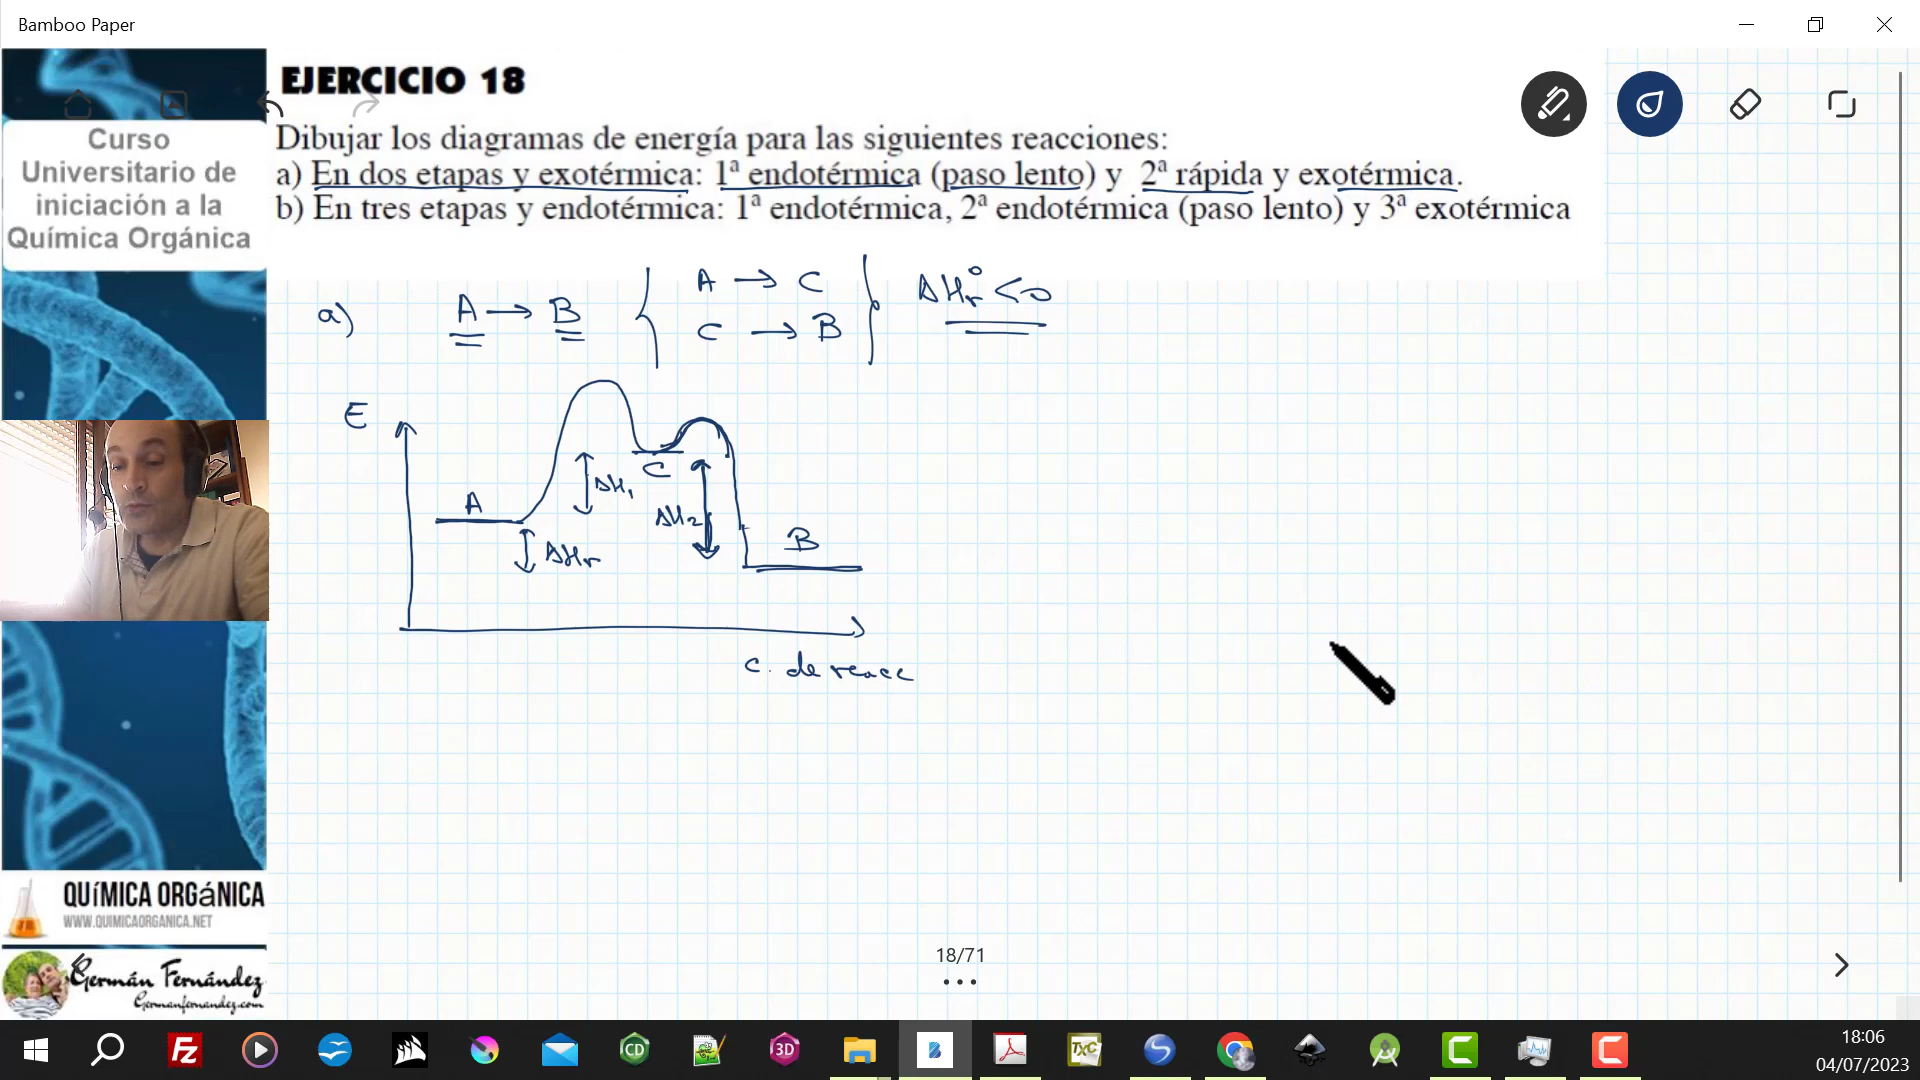 Bamboo Paper
EJERCICIO 18
Dibujar los diagramas de energía para las siguientes reacciones:
a) En dos etapas y exotérmica: 1ª endotérmica (paso lento) y 2ª rápida y exotérmica.
b) En tres etapas y endotérmica: 1ª endotérmica, 2ª endotérmica (paso lento) y 3ª exotérmica
Curso
Universitario de
iniciación a la
Química Orgánica
a) A → B { A → C } ΔHr° <0
C → B
E
A
C
ΔH₁
ΔH₂
ΔHr
B
c. de reacc
QUíMICA ORGáNICA
WWW.QUIMICAORGANICA.NET
Germán Fernández
Germanfernandez.com
18/71
18:06
04/07/2023